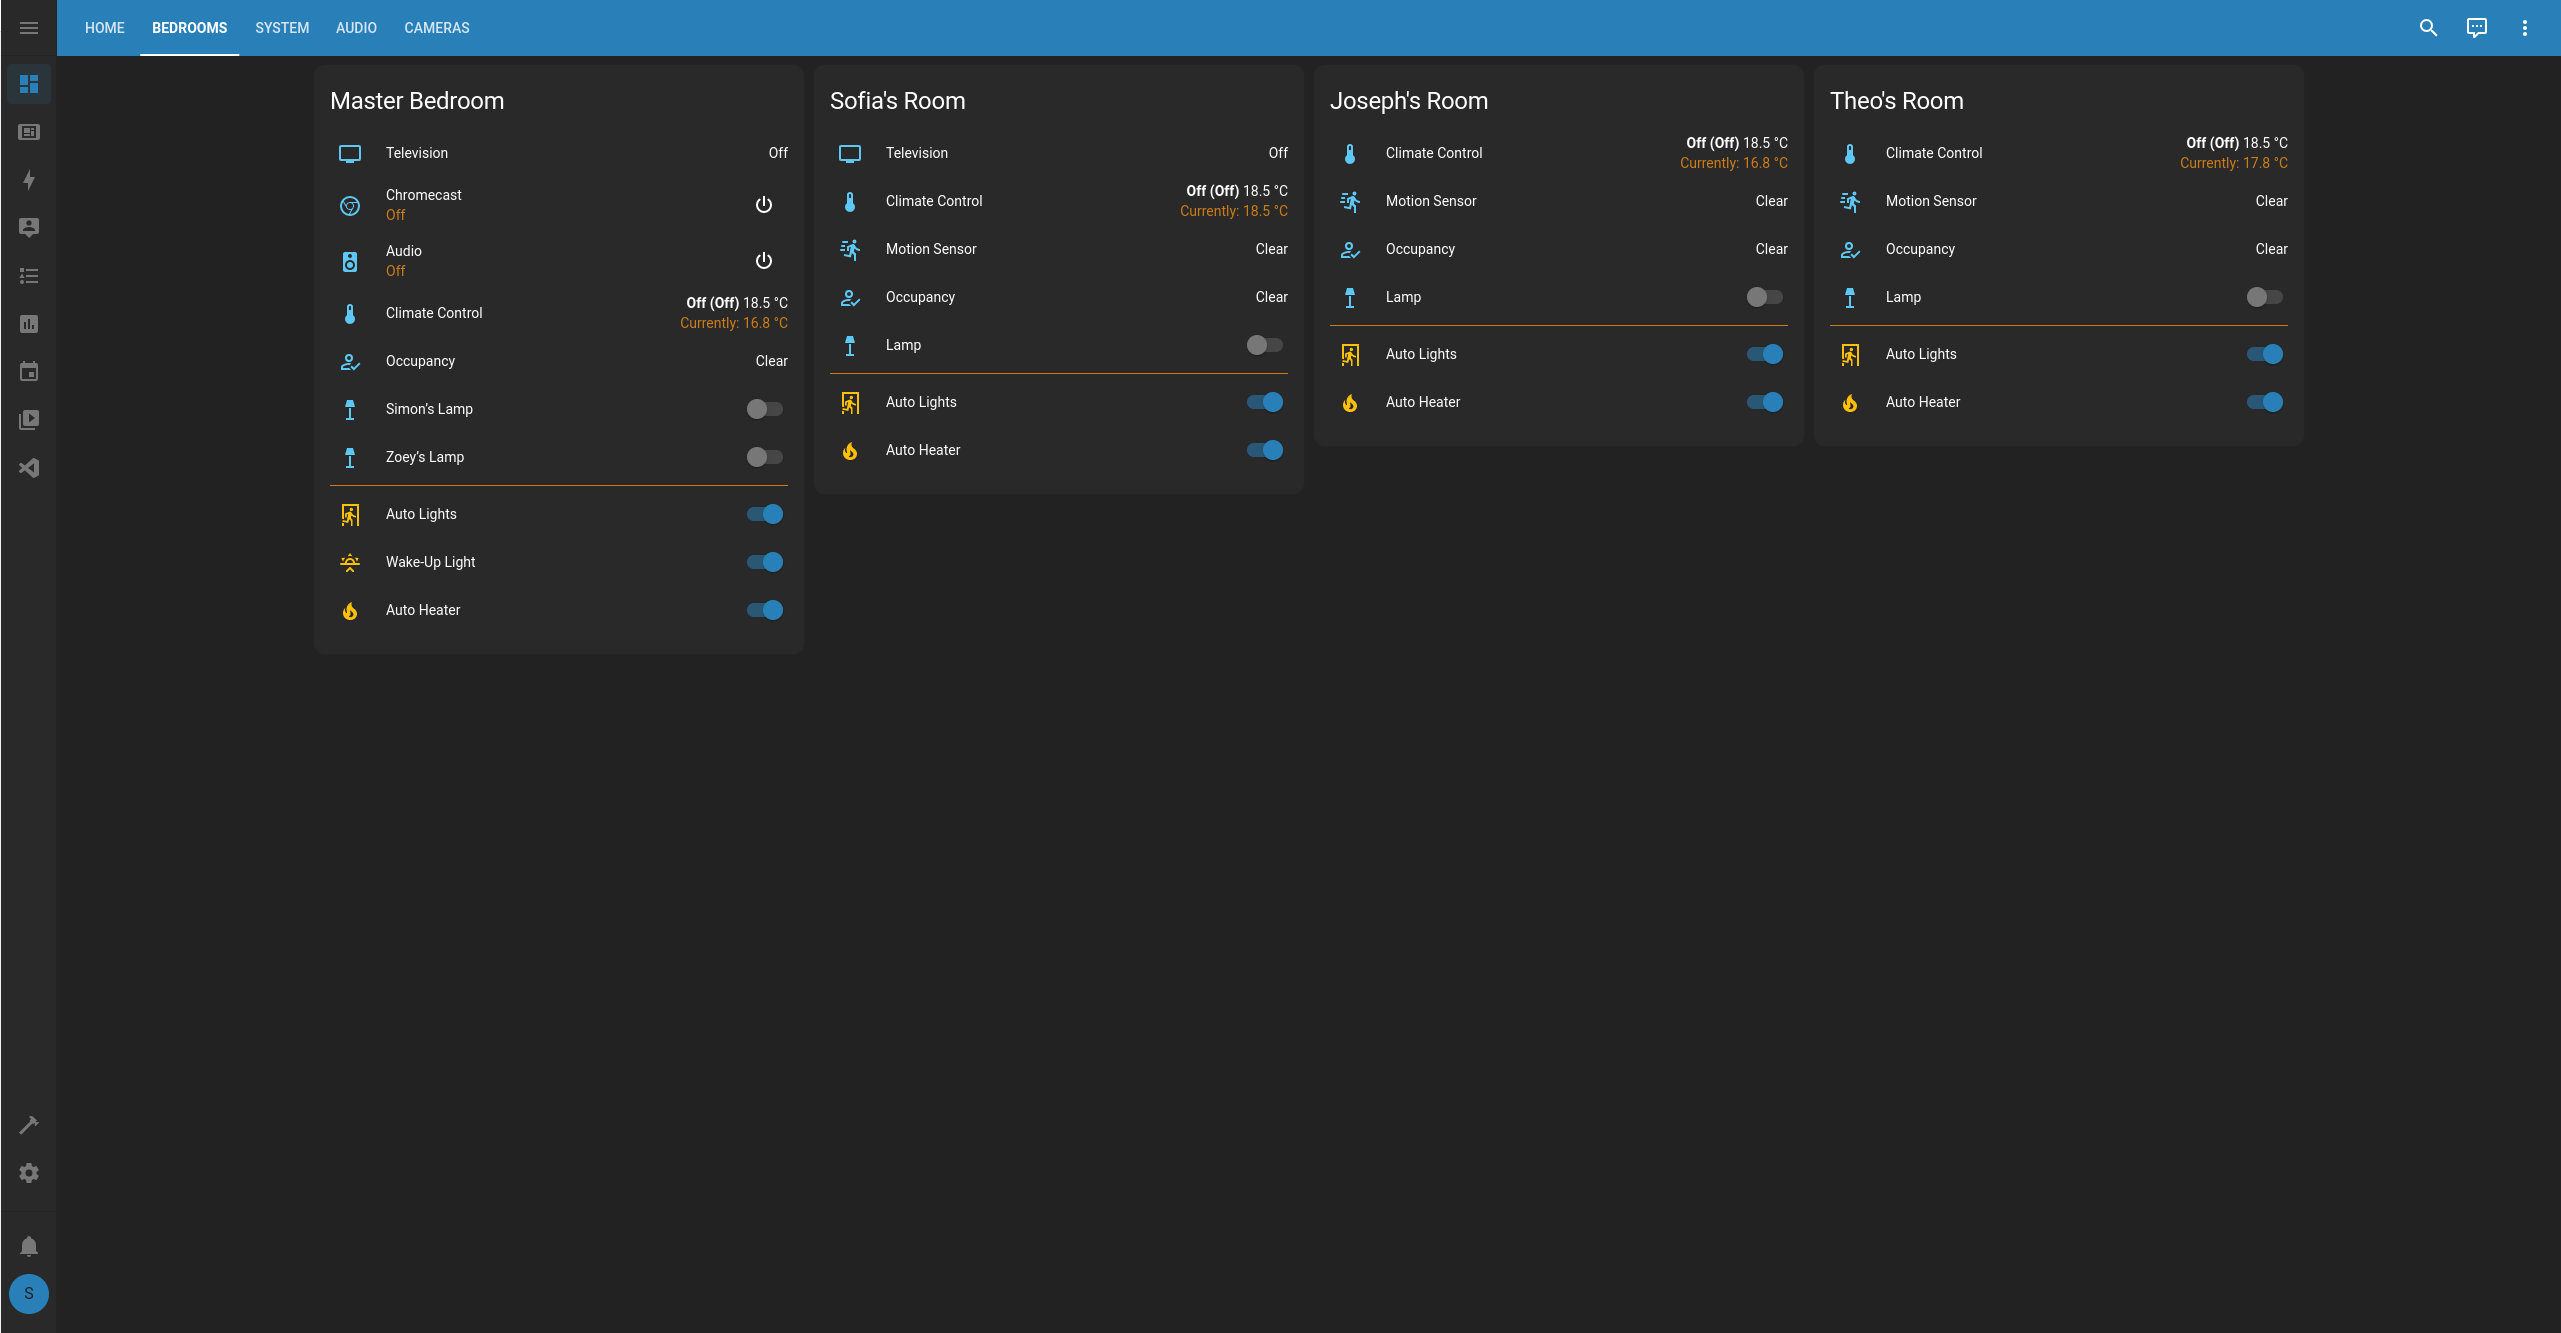 HOME BEDROOMS SYSTEM AUDIO CAMERAS
Master Bedroom
Television Off
Chromecast
Off
Audio
Off
Climate Control Off (Off) 18.5 °C
Currently: 16.8 °C
Occupancy Clear
Simon's Lamp
Zoey's Lamp
Auto Lights
Wake-Up Light
Auto Heater
Sofia's Room
Television Off
Climate Control Off (Off) 18.5 °C
Currently: 18.5 °C
Motion Sensor Clear
Occupancy Clear
Lamp
Auto Lights
Auto Heater
Joseph's Room
Climate Control Off (Off) 18.5 °C
Currently: 16.8 °C
Motion Sensor Clear
Occupancy Clear
Lamp
Auto Lights
Auto Heater
Theo's Room
Climate Control Off (Off) 18.5 °C
Currently: 17.8 °C
Motion Sensor Clear
Occupancy Clear
Lamp
Auto Lights
Auto Heater
S